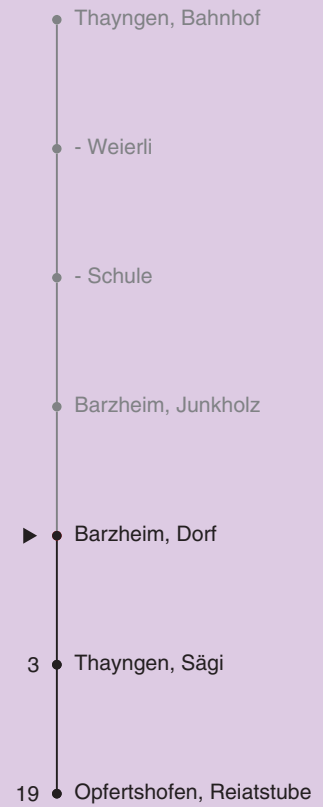 Thayngen, Bahnhof
- Weierli
- Schule
Barzheim, Junkholz
Barzheim, Dorf
3 Thayngen, Sägi
19 Opfertshofen, Reiatstube